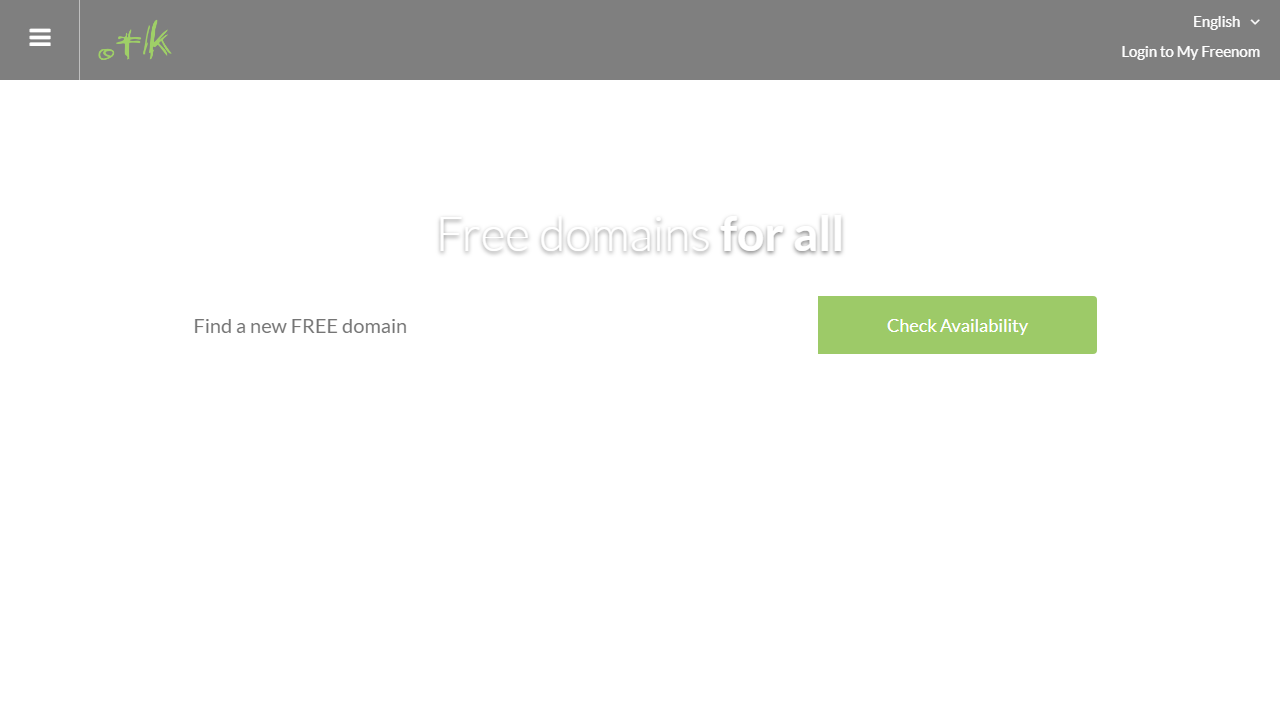 .tk
English
Login to My Freenom
Free domains for all
Find a new FREE domain
Check Availability